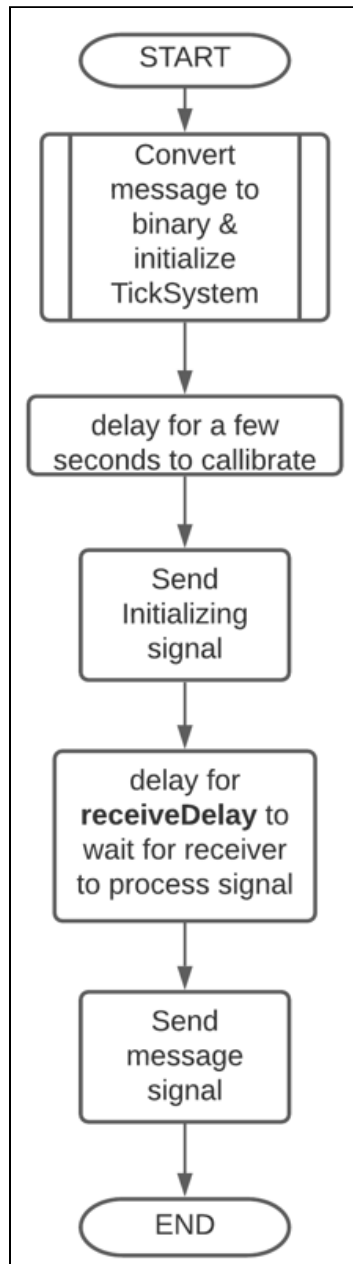 START
Convert
message to
binary &
initialize
TickSystem
delay for a few
seconds to callibrate
Send
Initializing
signal
delay for
receiveDelay to
wait for receiver
to process signal
Send
message
signal
END